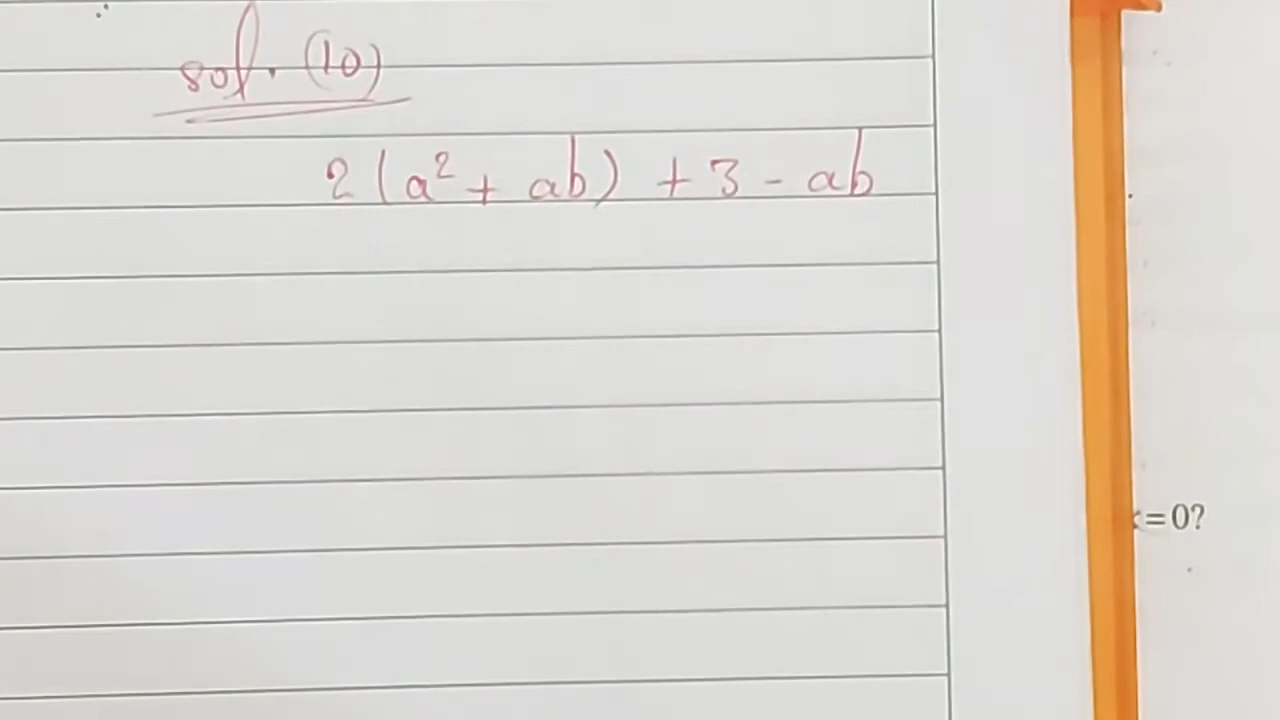 sol. (10)
2(a² + ab) + 3 - ab
=0?